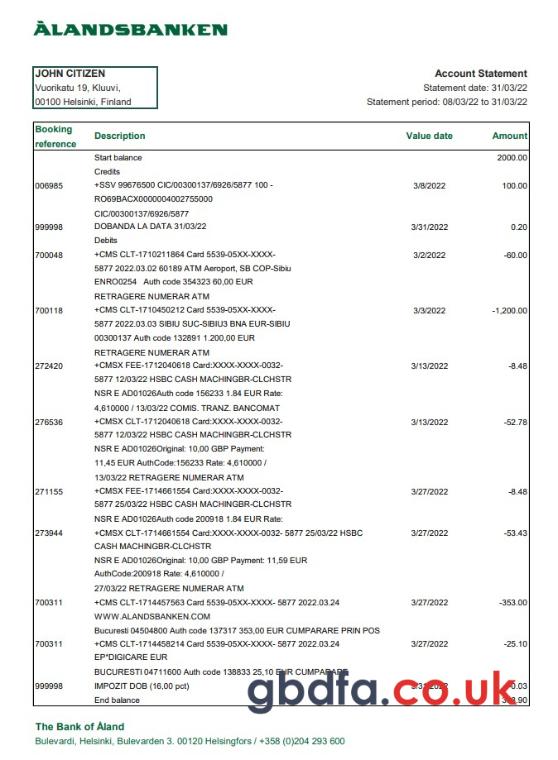 ÅLANDSBANKEN
JOHN CITIZEN
Vuorikatu 19, Kluuvi,
00100 Helsinki, Finland
Account Statement
Statement date: 31/03/22
Statement period: 08/03/22 to 31/03/22
Booking reference Description Value date Amount
Start balance 2000.00
Credits
006985 +SSV 99676500 CIC/00300137/6926/5877 100 - 3/8/2022 100.00
RO69BACX0000004002755000
CIC/00300137/6926/5877
999998 DOBANDA LA DATA 31/03/22 3/31/2022 0.20
Debits
700048 +CMS CLT-1710211864 Card 5539-05XX-XXXX- 3/2/2022 -60.00
5877 2022.03.02 60189 ATM Aeroport, SB COP-Sibiu
ENRO0254 Auth code 354323 60,00 EUR
RETRAGERE NUMERAR ATM
700118 +CMS CLT-1710450212 Card 5539-05XX-XXXX- 3/3/2022 -1,200.00
5877 2022.03.03 SIBIU SUC-SIBIU3 BNA EUR-SIBIU
00300137 Auth code 132891 1.200,00 EUR
RETRAGERE NUMERAR ATM
272420 +CMSX FEE-1712040618 Card:XXXX-XXXX-0032- 3/13/2022 -8.48
5877 12/03/22 HSBC CASH MACHINGBR-CLCHSTR
NSR E AD01026Auth code 156233 1.84 EUR Rate:
4,610000 / 13/03/22 COMIS. TRANZ. BANCOMAT
276536 +CMSX CLT-1712040618 Card:XXXX-XXXX-0032- 3/13/2022 -52.78
5877 12/03/22 HSBC CASH MACHINGBR-CLCHSTR
NSR E AD01026Original: 10,00 GBP Payment:
11,45 EUR AuthCode:156233 Rate: 4,610000 /
13/03/22 RETRAGERE NUMERAR ATM
271155 +CMSX FEE-1714661554 Card:XXXX-XXXX-0032- 3/27/2022 -8.48
5877 25/03/22 HSBC CASH MACHINGBR-CLCHSTR
NSR E AD01026Auth code 200918 1.84 EUR Rate:
273944 +CMSX CLT-1714661554 Card:XXXX-XXXX-0032- 5877 25/03/22 HSBC 3/27/2022 -53.43
CASH MACHINGBR-CLCHSTR
NSR E AD01026Original: 10,00 GBP Payment: 11,59 EUR
AuthCode:200918 Rate: 4,610000 /
27/03/22 RETRAGERE NUMERAR ATM
700311 +CMS CLT-1714457563 Card 5539-05XX-XXXX- 5877 2022.03.24 3/27/2022 -353.00
WWW.ALANDSBANKEN.COM
Bucuresti 04504800 Auth code 137317 353,00 EUR CUMPARARE PRIN POS
700311 +CMS CLT-1714458214 Card 5539-05XX-XXXX- 5877 2022.03.24 3/27/2022 -25.10
EP*DIGICARE EUR
BUCURESTI 04711600 Auth code 138833 25,10 EUR CUMPARARE
999998 IMPOZIT DOB (16,00 pct)
End balance
gbdfa.co.uk
The Bank of Åland
Bulevardi, Helsinki, Bulevarden 3. 00120 Helsingfors / +358 (0)204 293 600